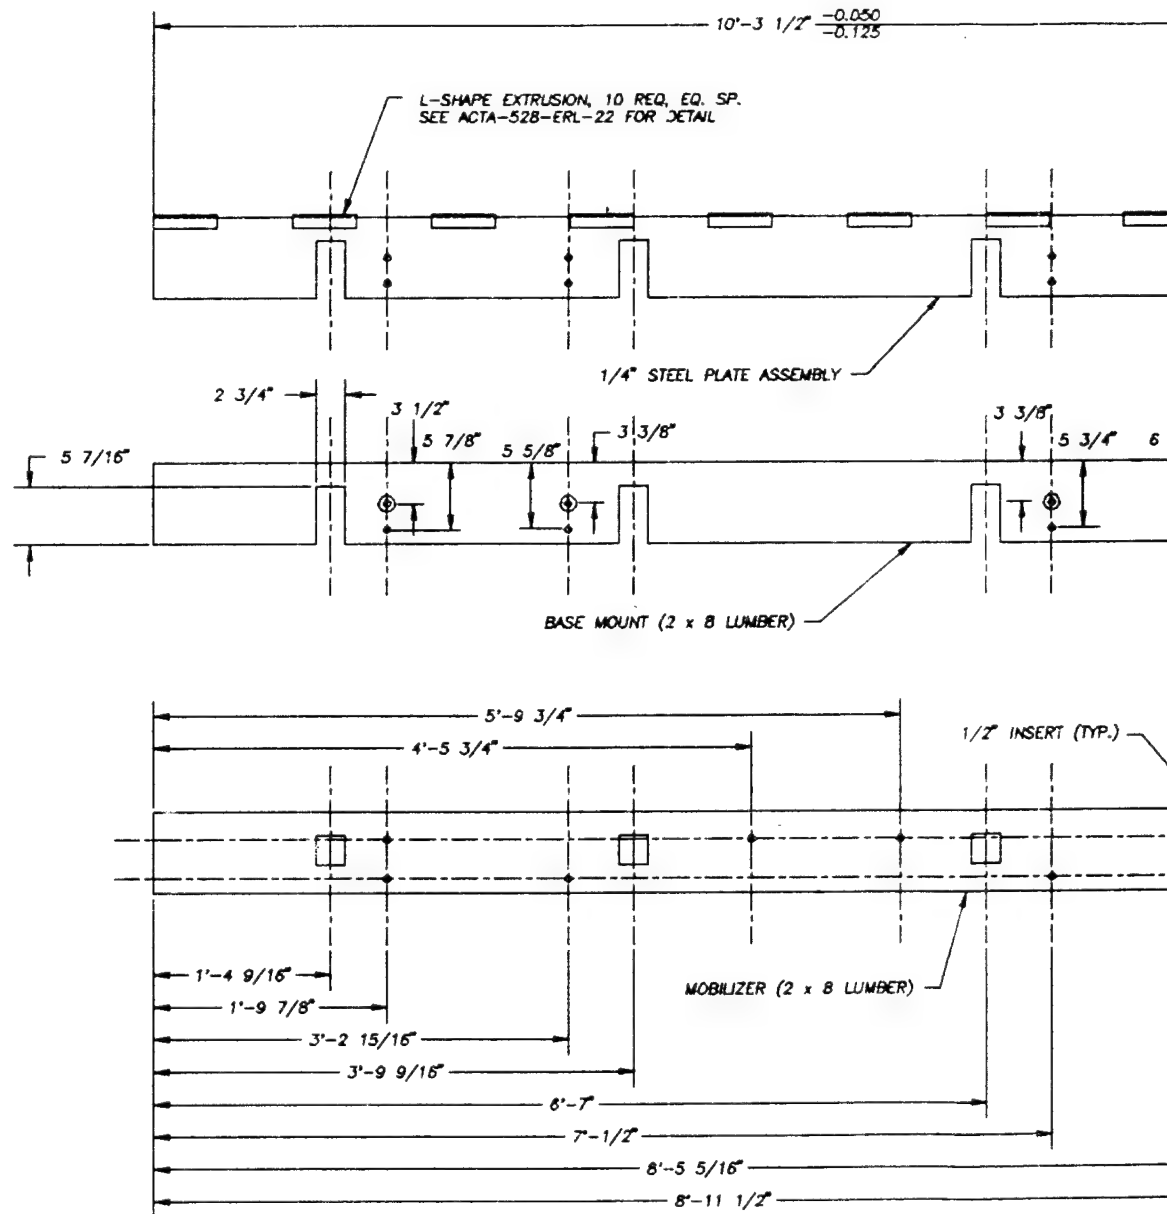 10'-3 1/2" -0.050
-0.125
L-SHAPE EXTRUSION, 10 REQ, EQ. SP.
SEE ACTA-528-ERL-22 FOR DETAIL
1/4" STEEL PLATE ASSEMBLY
2 3/4"
3 1/2"
3 3/8"
5 7/16"
5 7/8"
5 5/8"
3 3/8"
5 3/4"
6
BASE MOUNT (2 x 8 LUMBER)
5'-9 3/4"
4'-5 3/4"
1/2" INSERT (TYP.)
1'-4 9/16"
MOBILIZER (2 x 8 LUMBER)
1'-9 7/8"
3'-2 15/16"
3'-9 9/16"
6'-7"
7'-1/2"
8'-5 5/16"
8'-11 1/2"